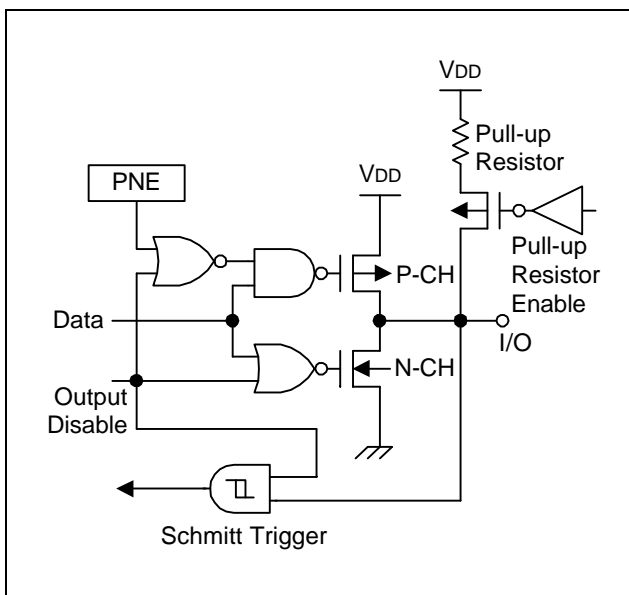 VDD
Pull-up
Resistor
VDD
PNE
P-CH
Pull-up
Resistor
Enable
Data
I/O
N-CH
Output
Disable
Schmitt Trigger